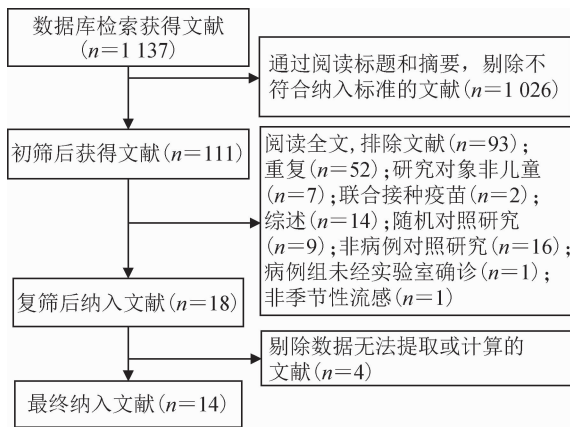 数据库检索获得文献
(n=1 137)
通过阅读标题和摘要，剔除不
符合纳入标准的文献(n=1 026)
初筛后获得文献(n=111)
阅读全文,排除文献(n=93)；
重复(n=52)；研究对象非儿童
(n=7)；联合接种疫苗(n=2)；
综述(n=14)；随机对照研究
(n=9)；非病例对照研究(n=16)；
病例组未经实验室确诊(n=1)；
非季节性流感(n=1)
复筛后纳入文献(n=18)
剔除数据无法提取或计算的
文献(n=4)
最终纳入文献(n=14)